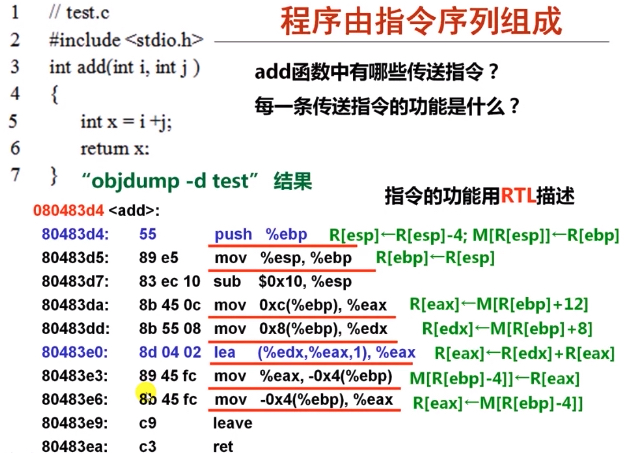 程序由指令序列组成
1 // test.c
2 #include <stdio.h>
3 int add(int i, int j )
4 {
5 int x = i +j;
6 return x:
7 }
add函数中有哪些传送指令？
每一条传送指令的功能是什么？
“objdump -d test” 结果
指令的功能用RTL描述
080483d4 <add>:
80483d4: 55 push %ebp R[esp]←R[esp]-4; M[R[esp]]←R[ebp]
80483d5: 89 e5 mov %esp, %ebp R[ebp]←R[esp]
80483d7: 83 ec 10 sub $0x10, %esp
80483da: 8b 45 0c mov 0xc(%ebp), %eax R[eax]←M[R[ebp]+12]
80483dd: 8b 55 08 mov 0x8(%ebp), %edx R[edx]←M[R[ebp]+8]
80483e0: 8d 04 02 lea (%edx,%eax,1), %eax R[eax]←R[edx]+R[eax]
80483e3: 89 45 fc mov %eax, -0x4(%ebp) M[R[ebp]-4]]←R[eax]
80483e6: 8b 45 fc mov -0x4(%ebp), %eax R[eax]←M[R[ebp]-4]]
80483e9: c9 leave
80483ea: c3 ret